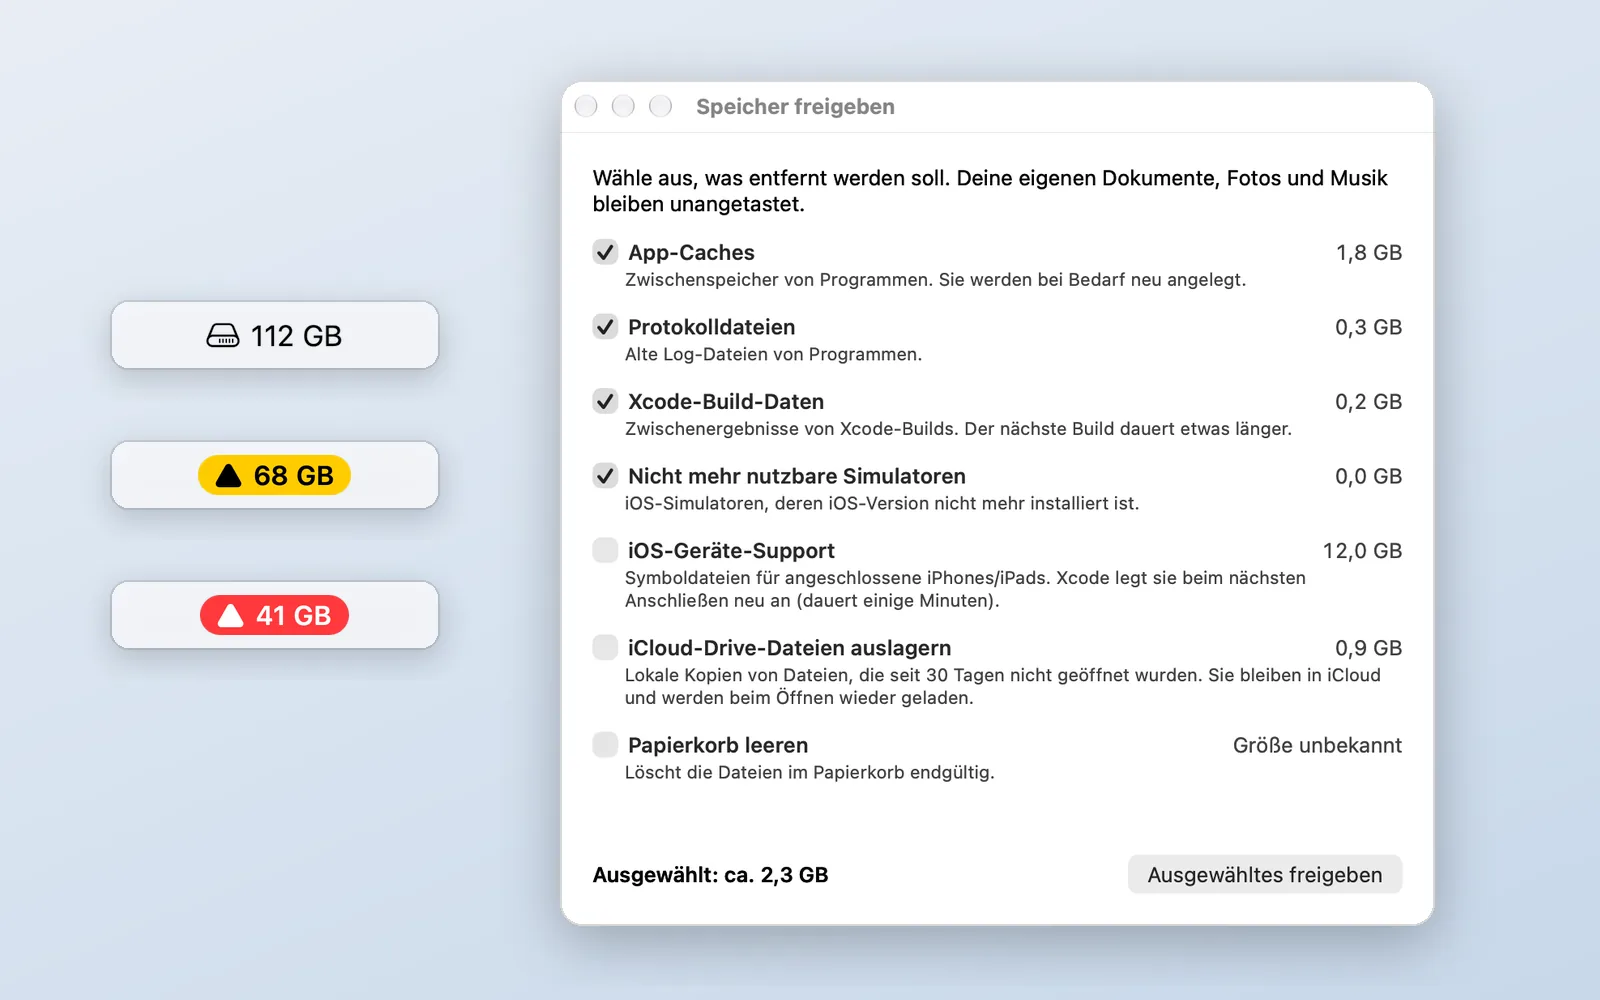 112 GB
68 GB
41 GB
Speicher freigeben
Wähle aus, was entfernt werden soll. Deine eigenen Dokumente, Fotos und Musik
bleiben unangetastet.
App-Caches 1,8 GB
Zwischenspeicher von Programmen. Sie werden bei Bedarf neu angelegt.
Protokolldateien 0,3 GB
Alte Log-Dateien von Programmen.
Xcode-Build-Daten 0,2 GB
Zwischenergebnisse von Xcode-Builds. Der nächste Build dauert etwas länger.
Nicht mehr nutzbare Simulatoren 0,0 GB
iOS-Simulatoren, deren iOS-Version nicht mehr installiert ist.
iOS-Geräte-Support 12,0 GB
Symboldateien für angeschlossene iPhones/iPads. Xcode legt sie beim nächsten
Anschließen neu an (dauert einige Minuten).
iCloud-Drive-Dateien auslagern 0,9 GB
Lokale Kopien von Dateien, die seit 30 Tagen nicht geöffnet wurden. Sie bleiben in iCloud
und werden beim Öffnen wieder geladen.
Papierkorb leeren Größe unbekannt
Löscht die Dateien im Papierkorb endgültig.
Ausgewählt: ca. 2,3 GB Ausgewähltes freigeben